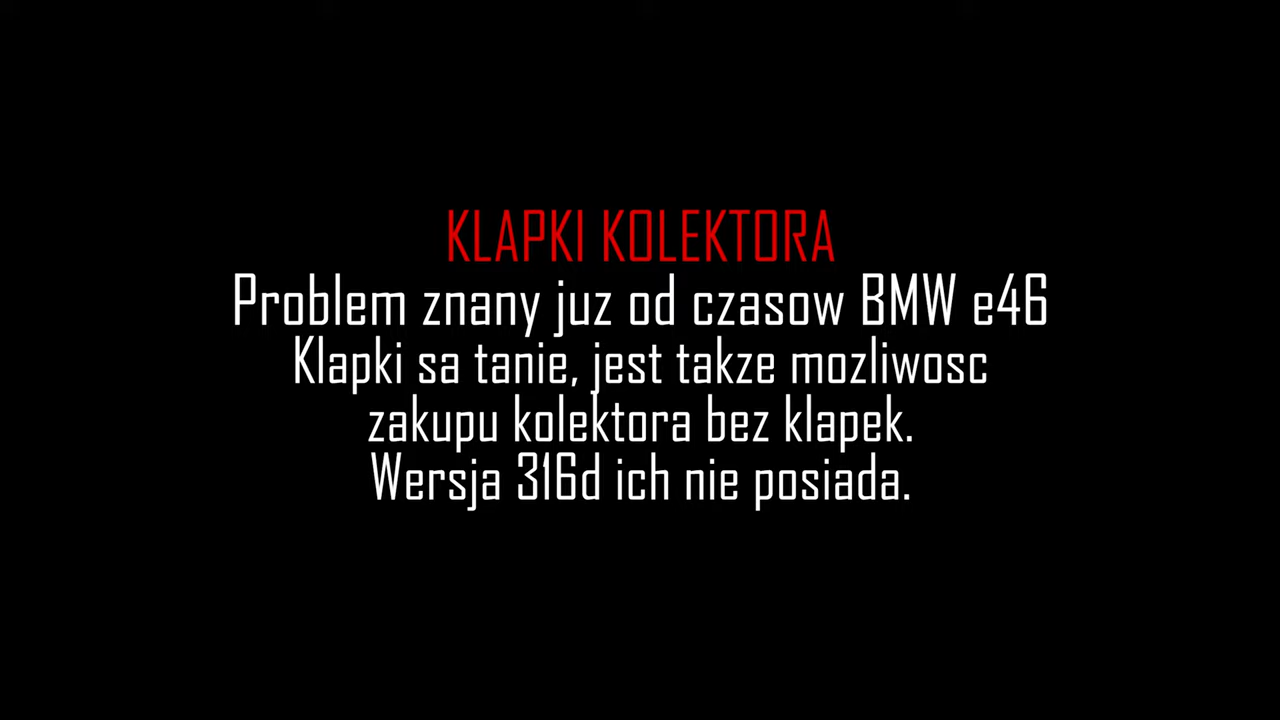 KLAPKI KOLEKTORA
Problem znany juz od czasow BMW e46
Klapki sa tanie, jest takze mozliwosc
zakupu kolektora bez klapek.
Wersja 316d ich nie posiada.